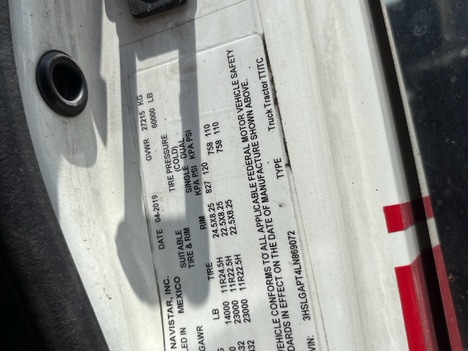 NAVISTAR, INC.
LED IN MEXICO
DATE 04-2019
GVWR 27215 KG
60000 LB
SUITABLE
TIRE & RIM
TIRE PRESSURE
(COLD)
SINGLE DUAL
GAWR TIRE RIM KPA PSI KPA PSI
LB
14000 11R24.5H 24.5X8.25 827 120 758 110
23000 11R22.5H 22.5X8.25 758 110
23000 11R22.5H 22.5X8.25
VEHICLE CONFORMS TO ALL APPLICABLE FEDERAL MOTOR VEHICLE SAFETY
DARDS IN EFFECT ON THE DATE OF MANUFACTURE SHOWN ABOVE.
VIN: 3HSLGAPT4LN869072 TYPE Truck Tractor TT/TC